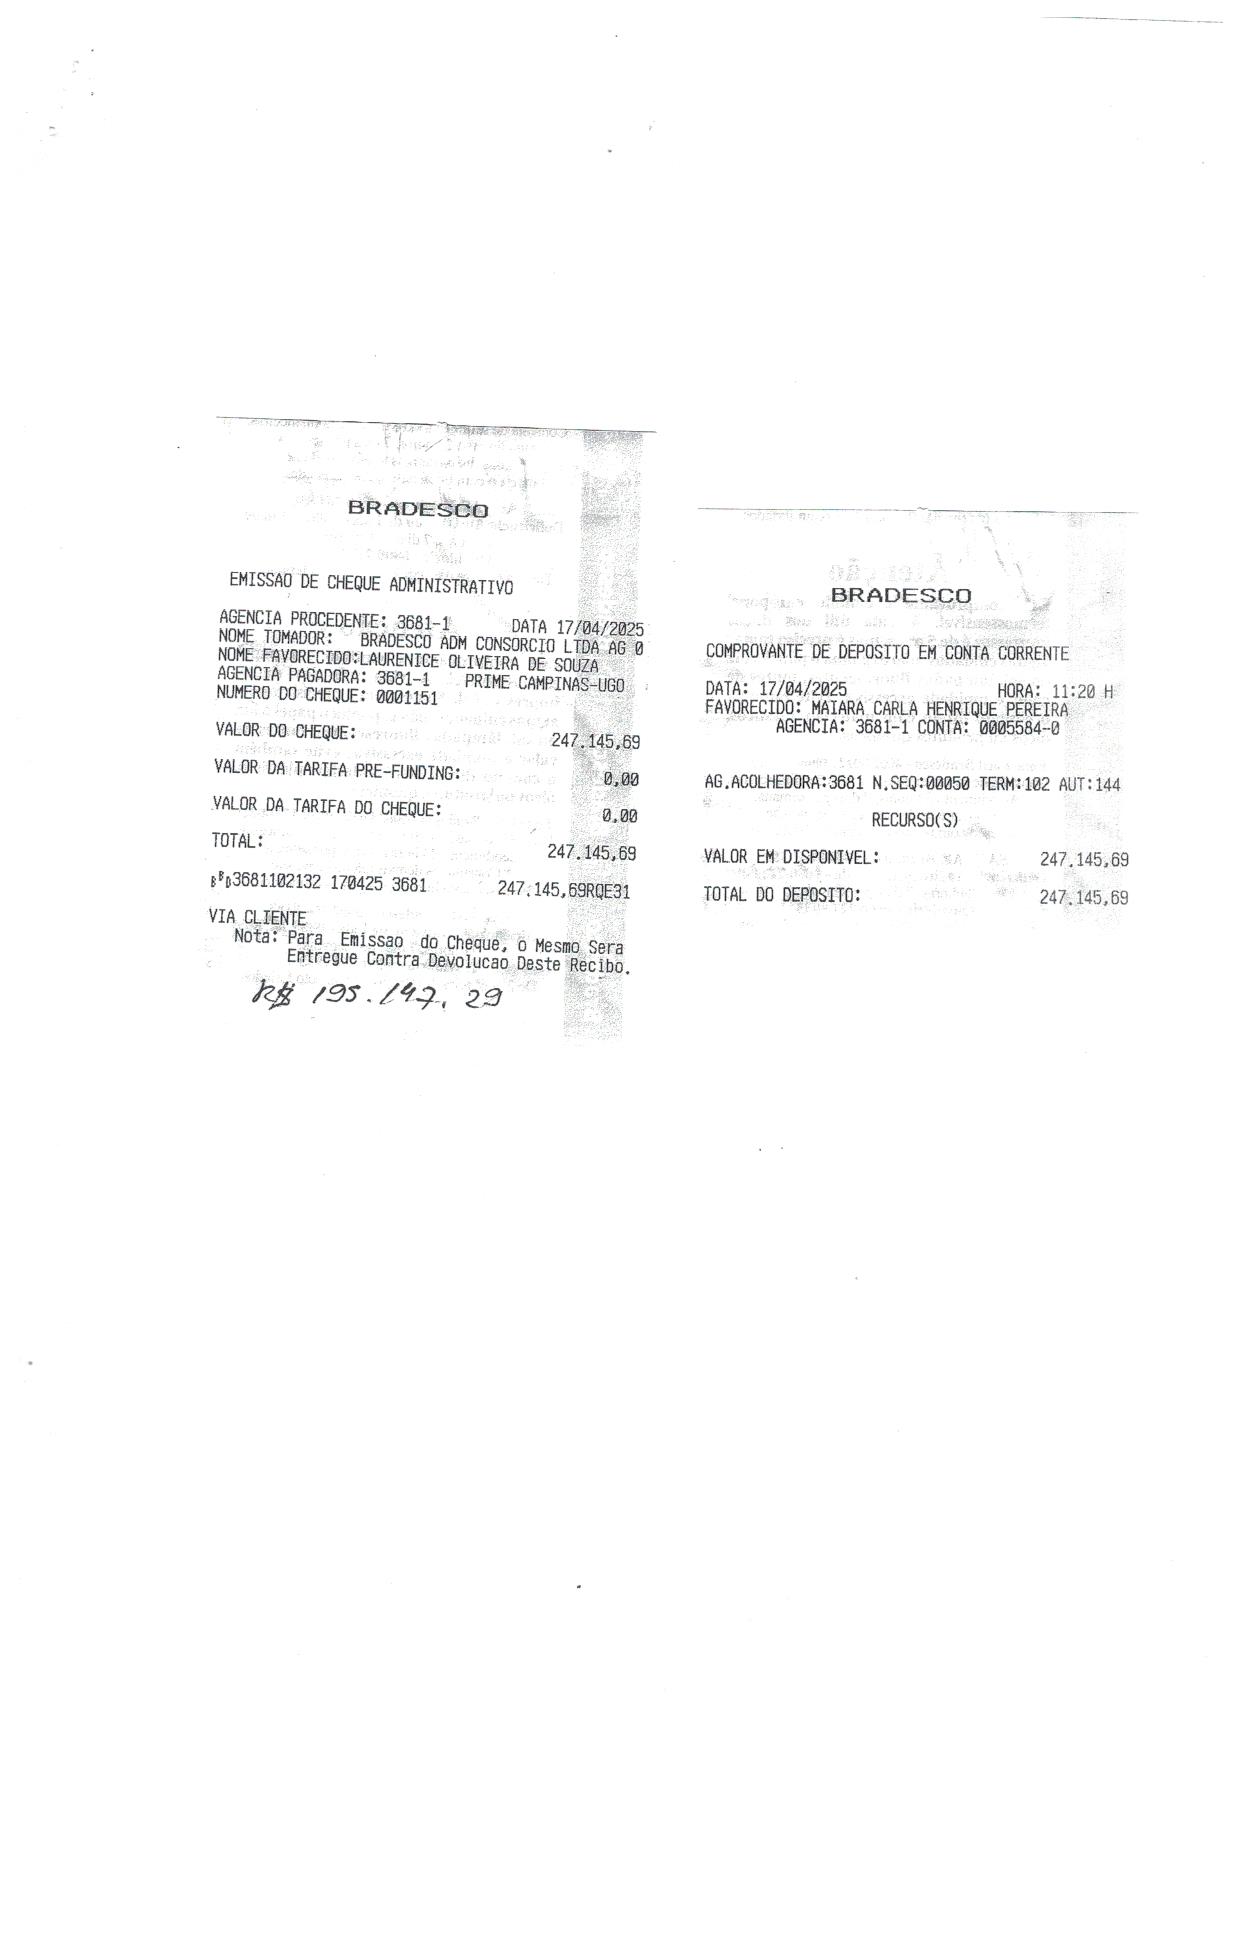 BRADESCO
EMISSAO DE CHEQUE ADMINISTRATIVO
AGENCIA PROCEDENTE: 3681-1 DATA 17/04/2025
NOME TOMADOR: BRADESCO ADM CONSORCIO LTDA AG 0
NOME FAVORECIDO:LAURENICE OLIVEIRA DE SOUZA
AGENCIA PAGADORA: 3681-1 PRIME CAMPINAS-UGO
NUMERO DO CHEQUE: 0001151
VALOR DO CHEQUE: 247.145,69
VALOR DA TARIFA PRE-FUNDING: 0,00
VALOR DA TARIFA DO CHEQUE: 0,00
TOTAL: 247.145,69
BBD3681102132 170425 3681 247.145,69RQE31
VIA CLIENTE
Nota: Para Emissao do Cheque, o Mesmo Sera
Entregue Contra Devolucao Deste Recibo.
R$ 195.147,29
BRADESCO
COMPROVANTE DE DEPOSITO EM CONTA CORRENTE
DATA: 17/04/2025 HORA: 11:20 H
FAVORECIDO: MAIARA CARLA HENRIQUE PEREIRA
AGENCIA: 3681-1 CONTA: 0005584-0
AG.ACOLHEDORA:3681 N.SEQ:00050 TERM:102 AUT:144
RECURSO(S)
VALOR EM DISPONIVEL: 247.145,69
TOTAL DO DEPOSITO: 247.145,69